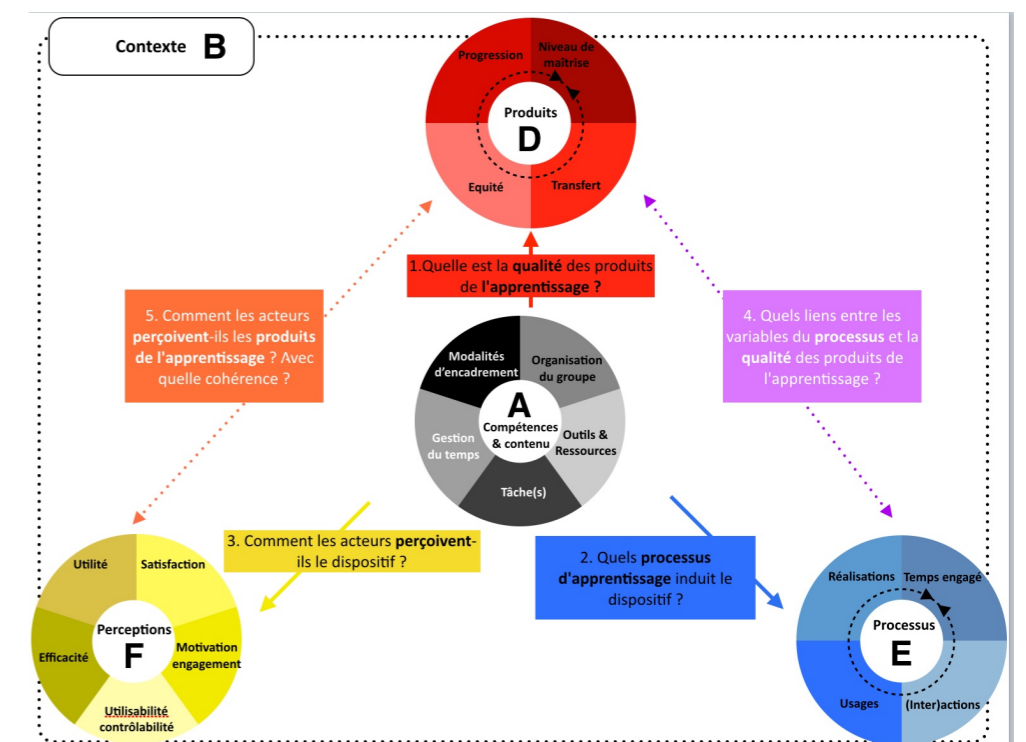 Contexte B
Progression
Niveau de
maîtrise
Produits
D
Equité
Transfert
1.Quelle est la qualité des produits
de l'apprentissage ?
5. Comment les acteurs
perçoivent-ils les produits
de l'apprentissage ? Avec
quelle cohérence ?
4. Quels liens entre les
variables du processus et la
qualité des produits de
l'apprentissage ?
Modalités
d'encadrement
Organisation
du groupe
A
Compétences
& contenu
Gestion
du temps
Outils &
Ressources
Tâche(s)
3. Comment les acteurs perçoivent-
ils le dispositif ?
2. Quels processus
d'apprentissage induit le
dispositif ?
Utilité
Satisfaction
Perceptions
F
Efficacité
Motivation
engagement
Utilisabilité
contrôlabilité
Réalisations
Temps engagé
Processus
E
Usages
(Inter)actions